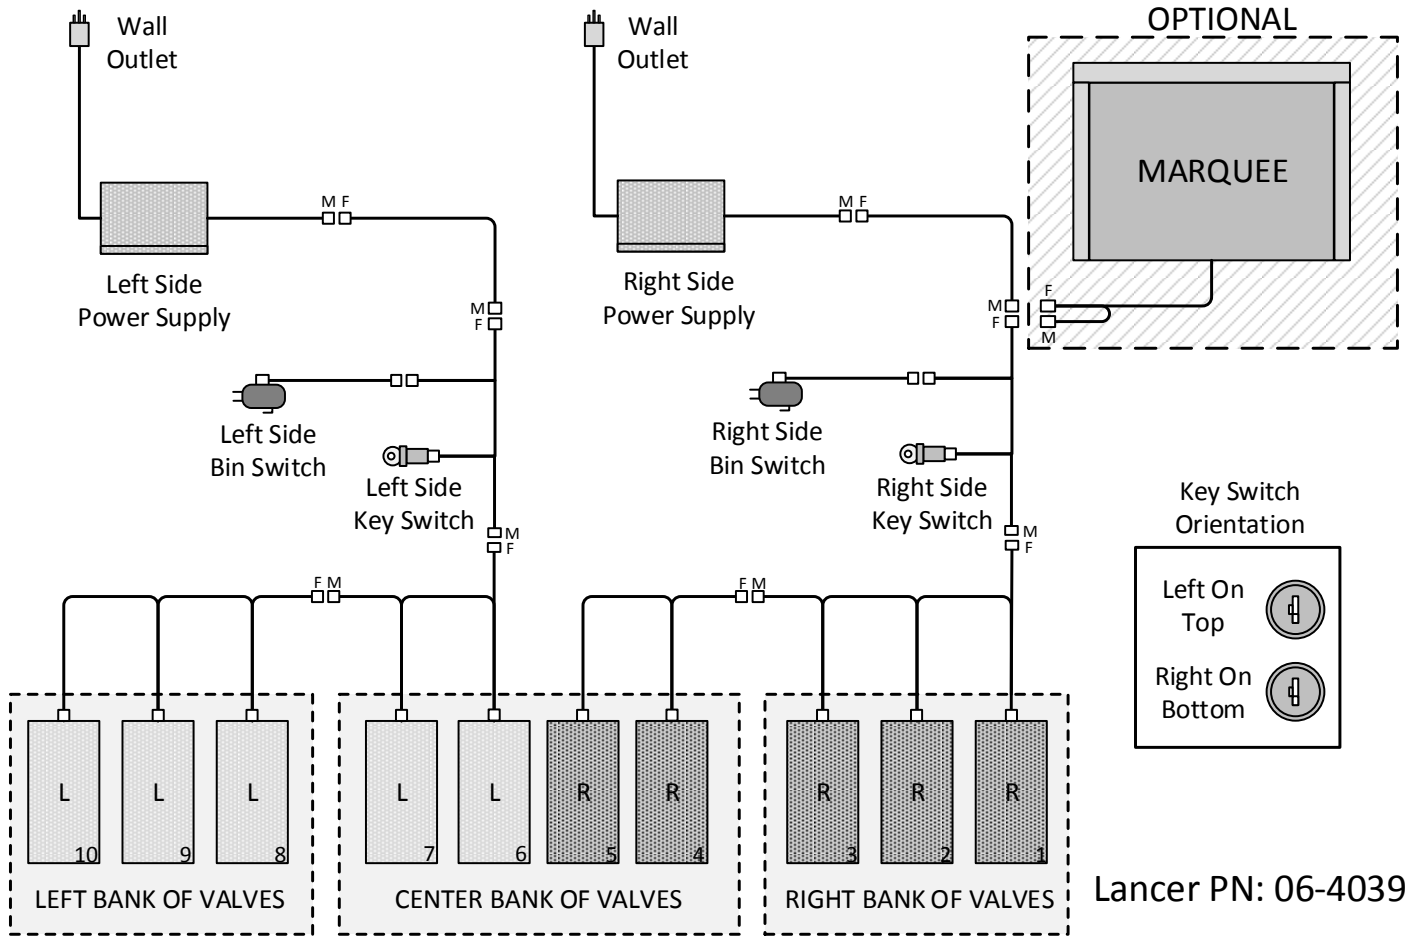 Wall
Outlet
Wall
Outlet
OPTIONAL
MARQUEE
M F
M F
Left Side
Power Supply
Right Side
Power Supply
M
F
M
F
F
M
Left Side
Bin Switch
Right Side
Bin Switch
Left Side
Key Switch
Right Side
Key Switch
Key Switch
Orientation
M
F
M
F
Left On
Top
Right On
Bottom
F M
F M
L
L
L
L
L
R
R
R
R
R
10
9
8
7
6
5
4
3
2
1
LEFT BANK OF VALVES
CENTER BANK OF VALVES
RIGHT BANK OF VALVES
Lancer PN: 06-4039